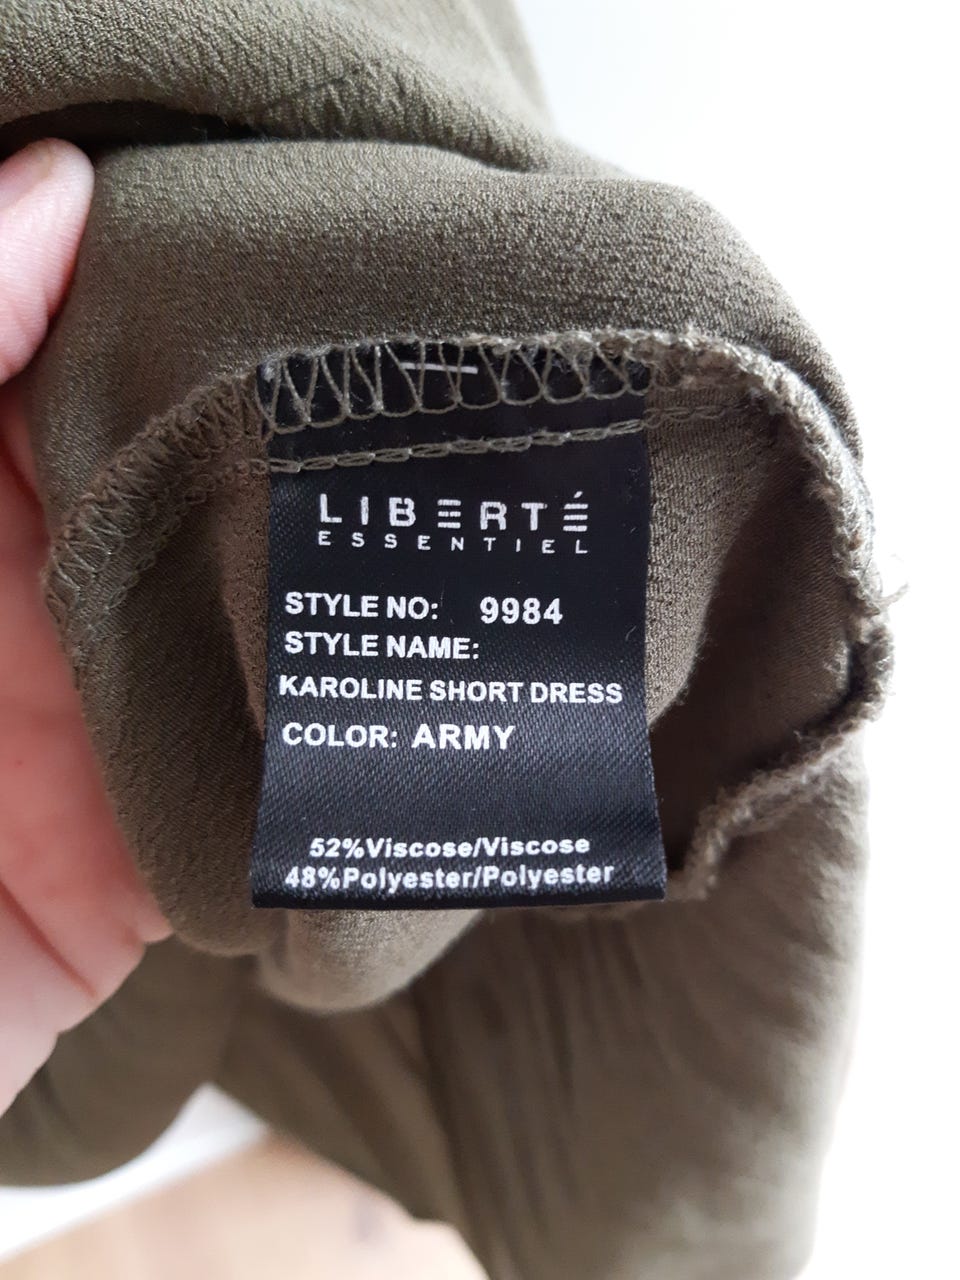 LIBERTÉ
ESSENTIEL
STYLE NO: 9984
STYLE NAME:
KAROLINE SHORT DRESS
COLOR: ARMY
52%Viscose/Viscose
48%Polyester/Polyester